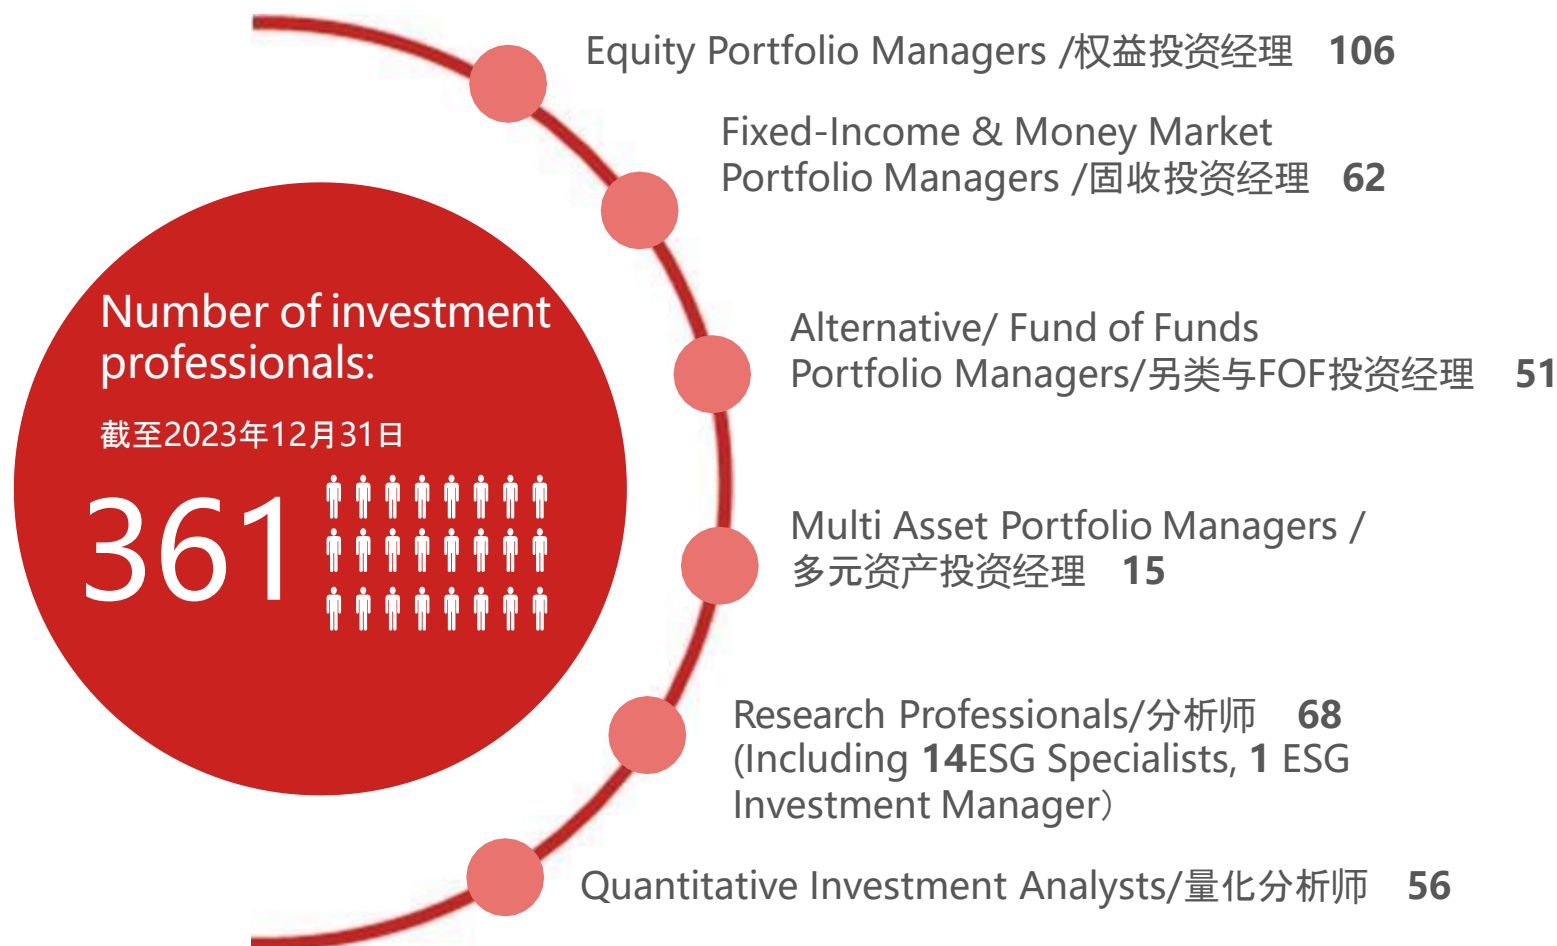 Equity Portfolio Managers /权益投资经理 106
Fixed-Income & Money Market
Portfolio Managers /固收投资经理 62
Number of investment
professionals:
截至2023年12月31日
361
Alternative/ Fund of Funds
Portfolio Managers/另类与FOF投资经理 51
Multi Asset Portfolio Managers /
多元资产投资经理 15
Research Professionals/分析师 68
(Including 14ESG Specialists, 1 ESG
Investment Manager）
Quantitative Investment Analysts/量化分析师 56